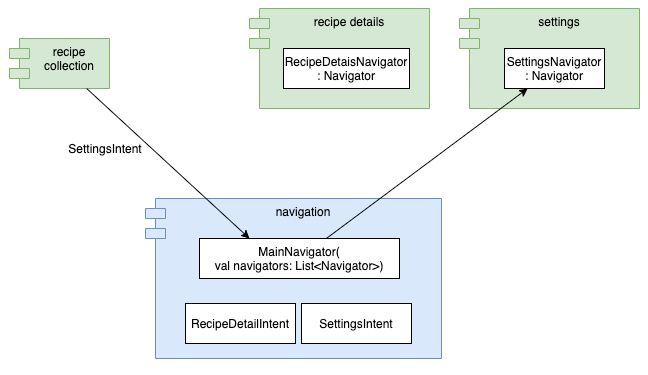 recipe
collection
recipe details
RecipeDetaisNavigator
: Navigator
settings
SettingsNavigator
: Navigator
SettingsIntent
navigation
MainNavigator(
val navigators: List<Navigator>)
RecipeDetailIntent
SettingsIntent